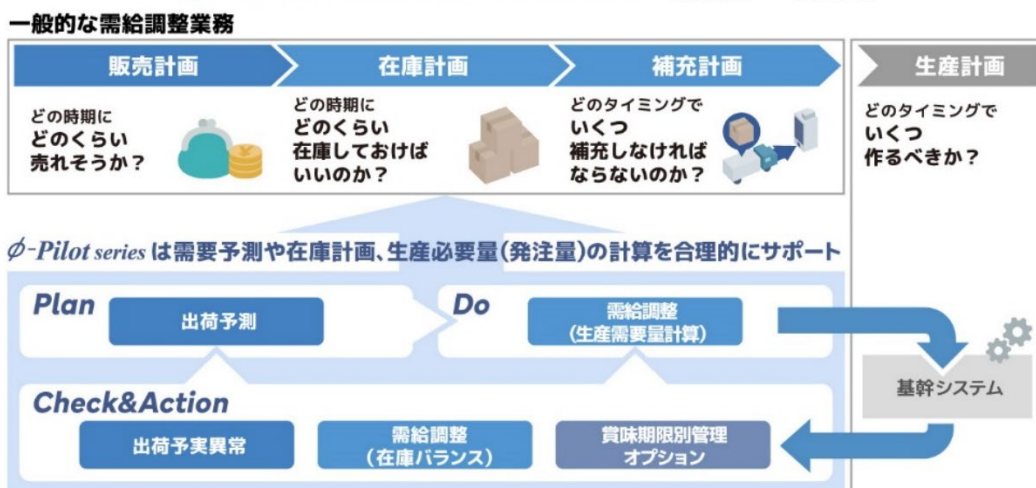 一般的な需給調整業務
販売計画
在庫計画
補充計画
生産計画
どの時期に
どのくらい
売れそうか？
どの時期に
どのくらい
在庫しておけば
いいのか？
どのタイミングで
いくつ
補充しなければ
ならないのか？
どのタイミングで
いくつ
作るべきか？
φ-Pilot series は需要予測や在庫計画、生産必要量(発注量)の計算を合理的にサポート
Plan
出荷予測
Do
需給調整
(生産需要量計算)
基幹システム
Check&Action
出荷予実異常
需給調整
(在庫バランス)
賞味期限別管理
オプション